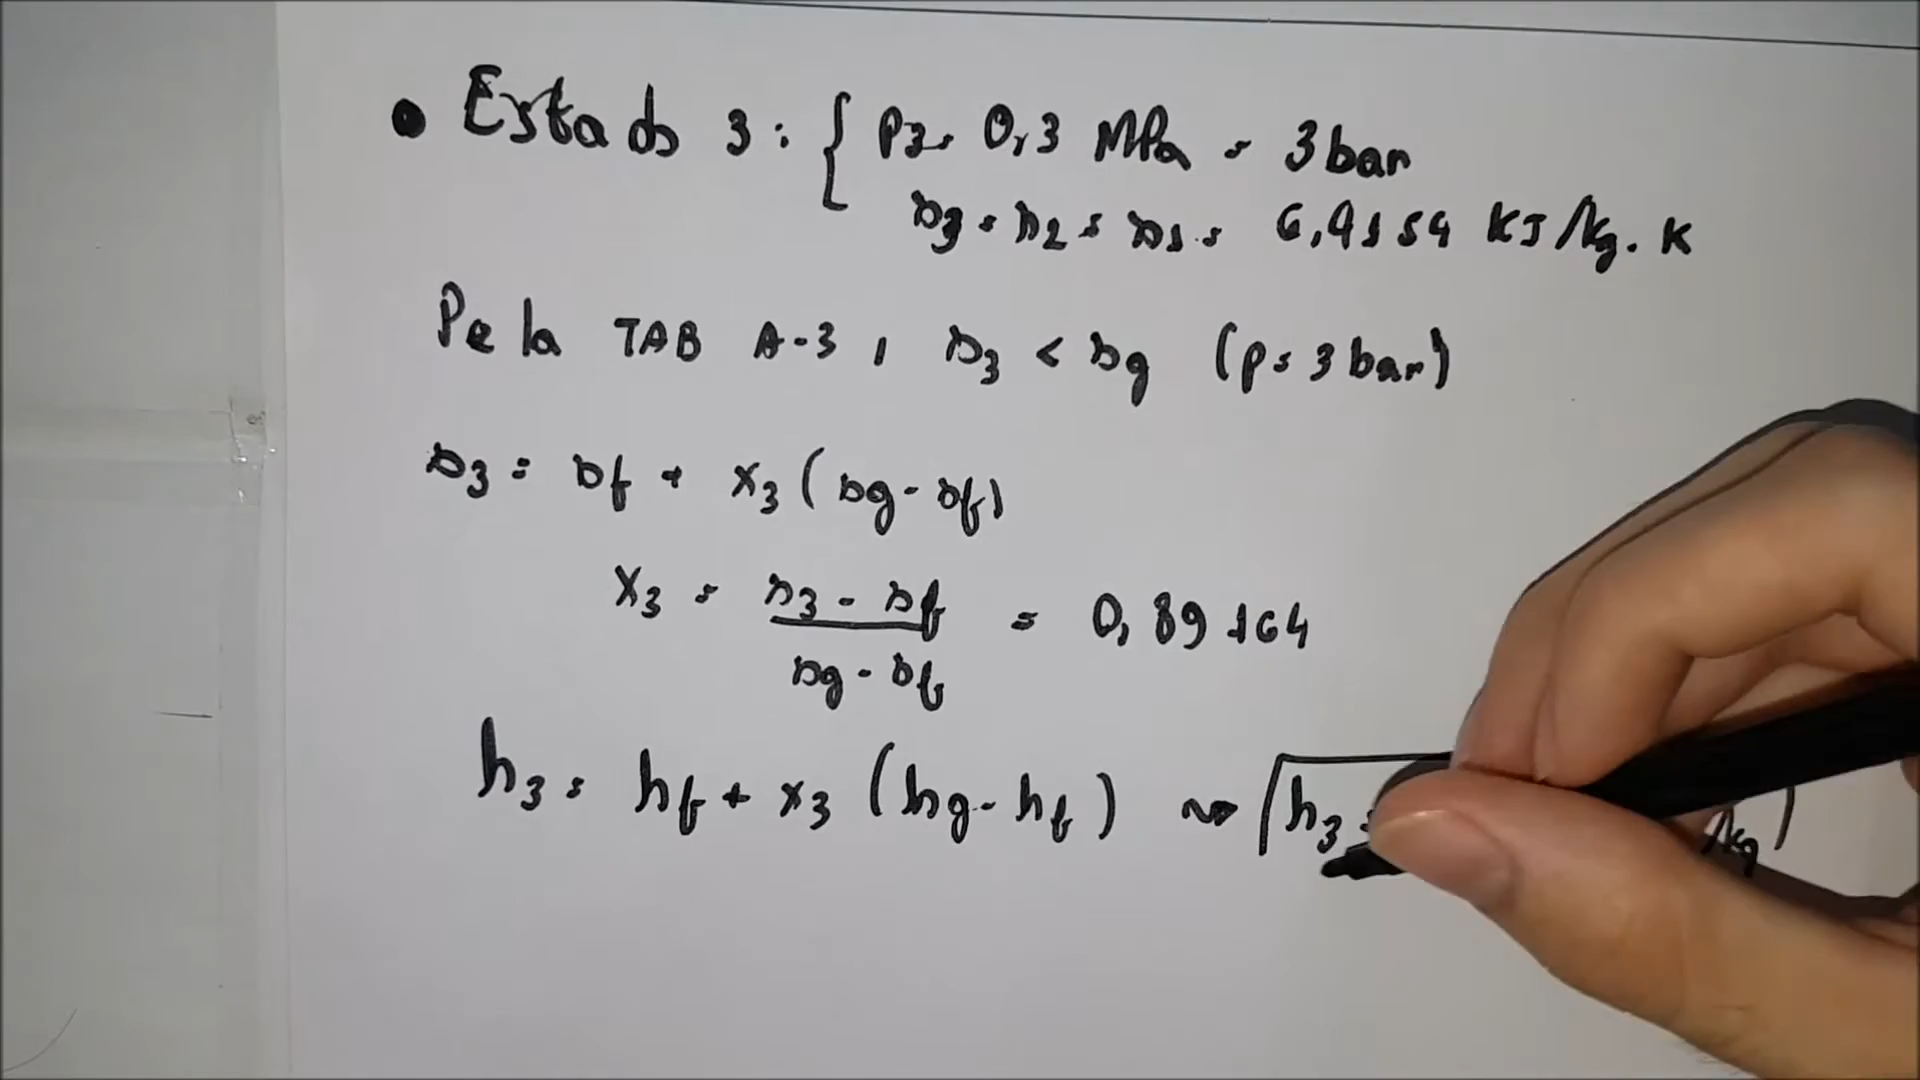 • Estado 3: { P3 = 0,3 MPa = 3 bar
s3 = s2 = s1 = 6,4154 KJ/kg.K
Pela TAB A-3, s3 < sg (p = 3 bar)
s3 = sf + x3 (sg - sf)
x3 = s3 - sf / sg - sf = 0,89164
h3 = hf + x3 (hg - hf) ~> h3 = /kg